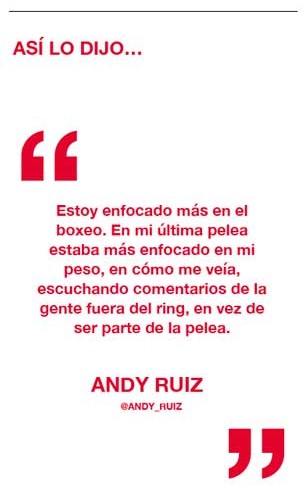 ASÍ LO DIJO...
“
Estoy enfocado más en el
boxeo. En mi última pelea
estaba más enfocado en mi
peso, en cómo me veía,
escuchando comentarios de la
gente fuera del ring, en vez de
ser parte de la pelea.
ANDY RUIZ
@ANDY_RUIZ
”